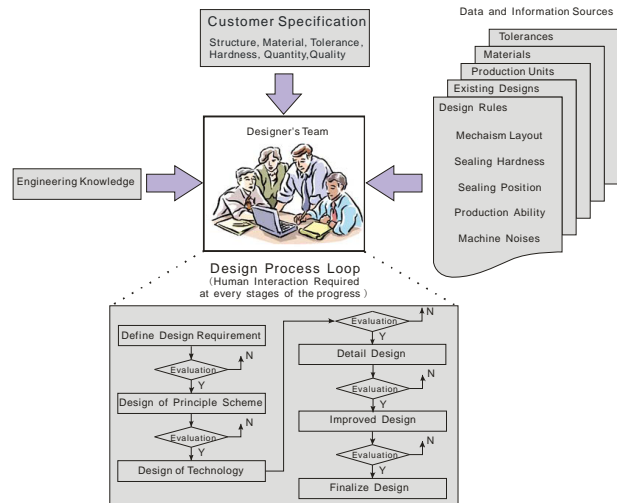 Customer Specification
Structure, Material, Tolerance,
Hardness, Quantity,Quality
Data and Information Sources
Tolerances
Materials
Production Units
Existing Designs
Design Rules
Mechaism Layout
Sealing Hardness
Sealing Position
Production Ability
Machine Noises
Designer's Team
Engineering Knowledge
Design Process Loop
(Human Interaction Required
at every stages of the progress)
Define Design Requirement
Evaluation
N
Y
Design of Principle Scheme
Evaluation
N
Y
Design of Technology
Evaluation
N
Y
Detail Design
Evaluation
N
Y
Improved Design
Evaluation
N
Y
Finalize Design